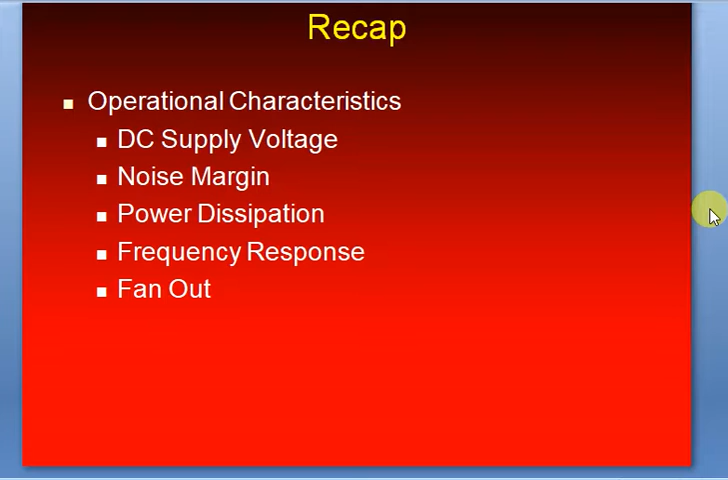 Recap
Operational Characteristics
DC Supply Voltage
Noise Margin
Power Dissipation
Frequency Response
Fan Out